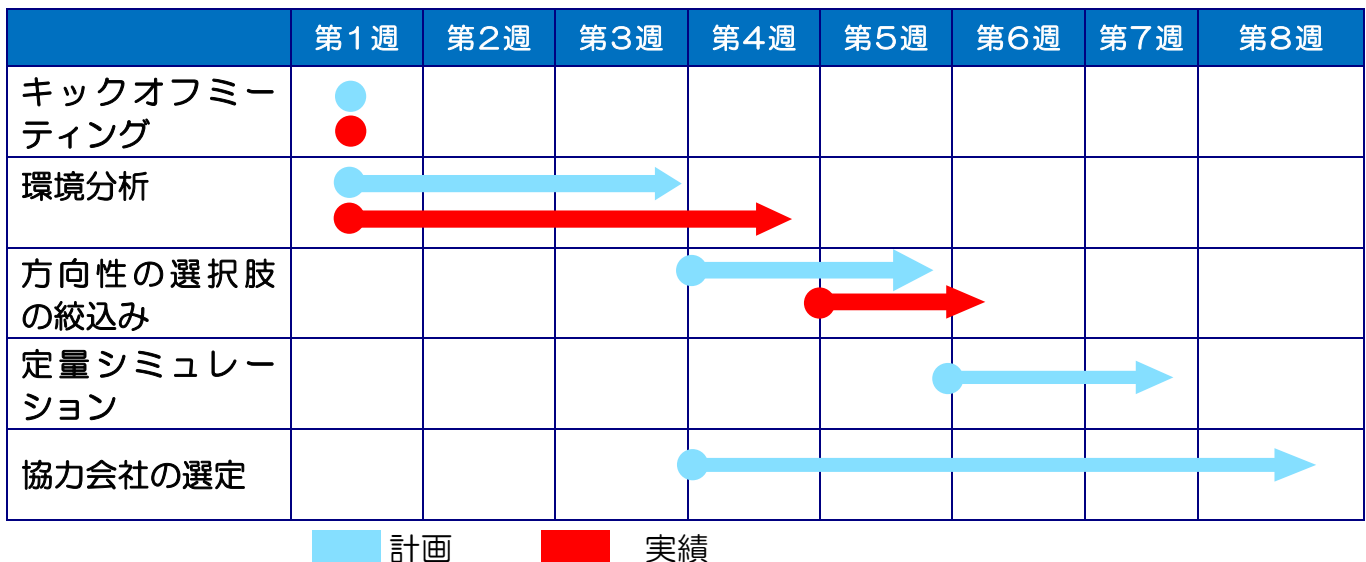 第１週 第２週 第３週 第４週 第５週 第６週 第７週 第８週
キックオフミー
ティング
環境分析
方向性の選択肢
の絞込み
定量シミュレー
ション
協力会社の選定
計画 実績